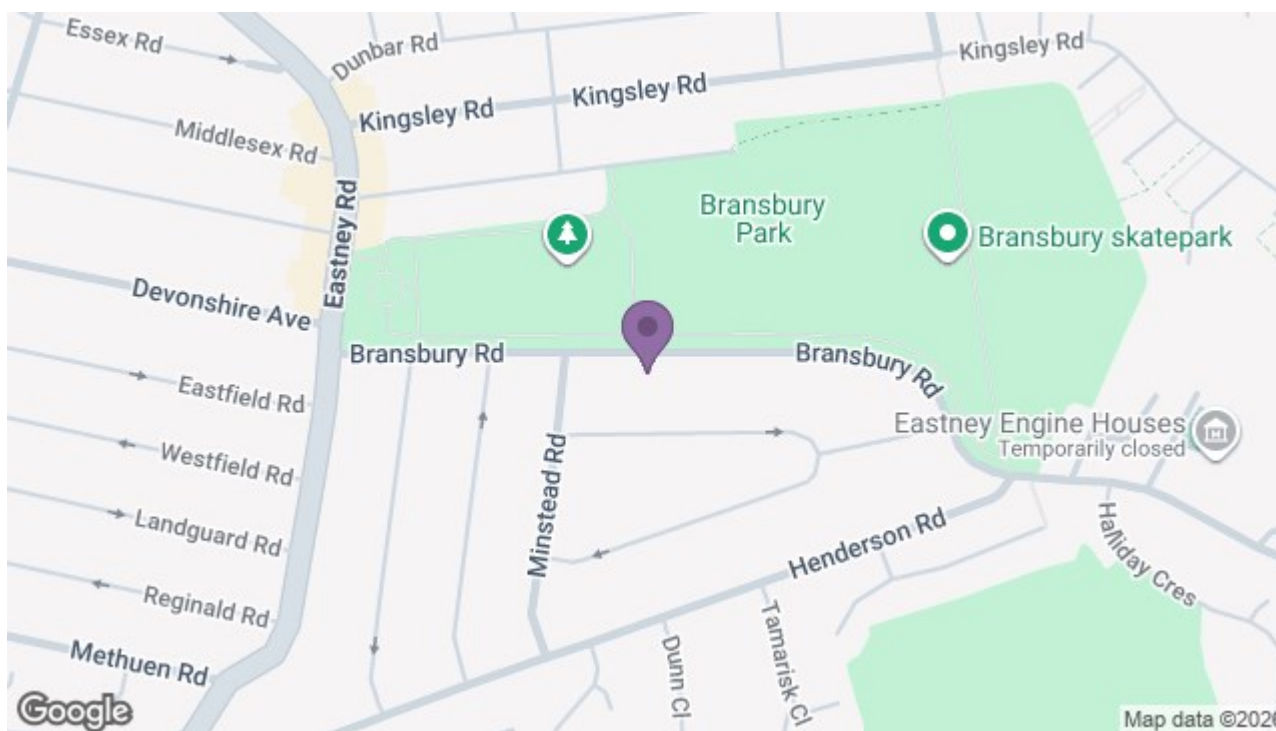 Essex Rd
Dunbar Rd
Kingsley Rd
Kingsley Rd
Kingsley Rd
Middlesex Rd
Eastney Rd
Bransbury
Park
Bransbury skatepark
Devonshire Ave
Bransbury Rd
Bransbury Rd
Eastfield Rd
Eastney Engine Houses
Temporarily closed
Westfield Rd
Minstead Rd
Landguard Rd
Henderson Rd
Halliday Cres
Reginald Rd
Methuen Rd
Dunn Cl
Tamarisk Cl
Google
Map data ©2026